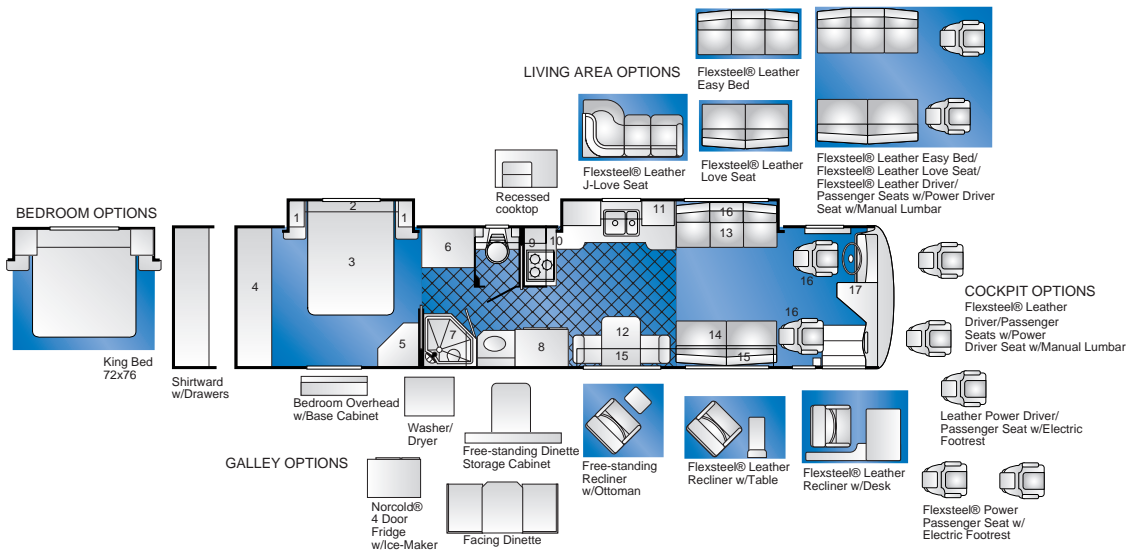 LIVING AREA OPTIONS
Flexsteel® Leather
Easy Bed
Flexsteel® Leather
J-Love Seat
Flexsteel® Leather
Love Seat
Flexsteel® Leather Easy Bed/
Flexsteel® Leather Love Seat/
Flexsteel® Leather Driver/
Passenger Seats w/Power Driver
Seat w/Manual Lumbar
Recessed
cooktop
BEDROOM OPTIONS
King Bed
72x76
Shirtward
w/Drawers
1
2
1
3
4
5
6
7
8
9
10
11
12
15
16
13
14
15
16
16
17
COCKPIT OPTIONS
Flexsteel® Leather
Driver/Passenger
Seats w/Power
Driver Seat w/Manual Lumbar
Leather Power Driver/
Passenger Seat w/Electric
Footrest
Flexsteel® Power
Passenger Seat w/
Electric Footrest
Bedroom Overhead
w/Base Cabinet
Washer/
Dryer
Free-standing Dinette
Storage Cabinet
Free-standing
Recliner
w/Ottoman
Flexsteel® Leather
Recliner w/Table
Flexsteel® Leather
Recliner w/Desk
GALLEY OPTIONS
Norcold®
4 Door
Fridge
w/Ice-Maker
Facing Dinette